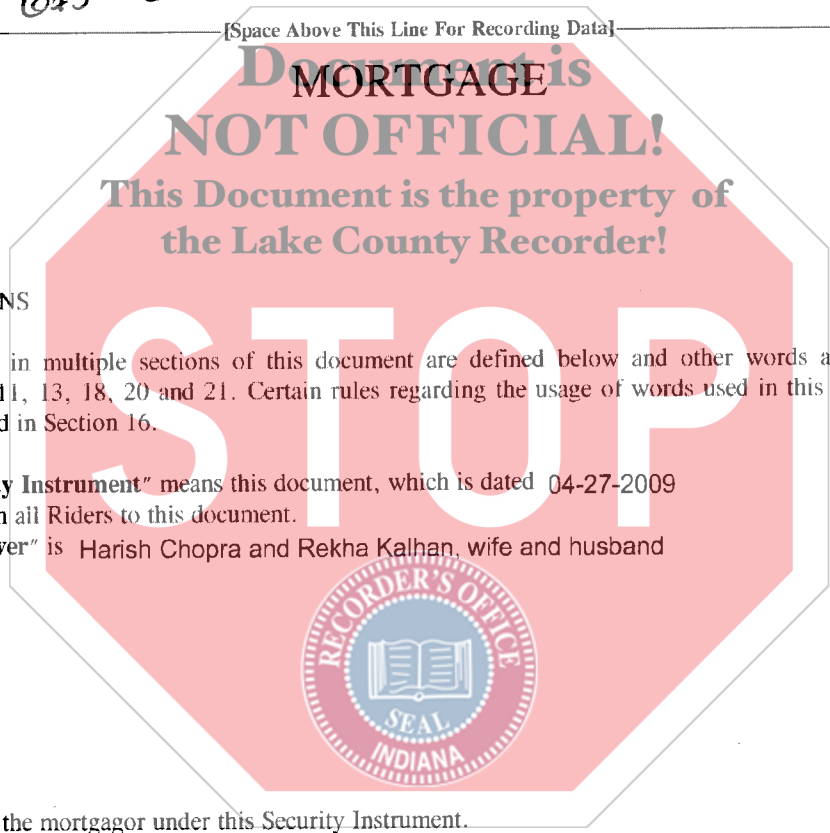 [Space Above This Line For Recording Data]
Document is
MORTGAGE
NOT OFFICIAL!
This Document is the property of
the Lake County Recorder!
NS
in multiple sections of this document are defined below and other words a
11, 13, 18, 20 and 21. Certain rules regarding the usage of words used in this
d in Section 16.
STOP
y Instrument" means this document, which is dated 04-27-2009
n all Riders to this document.
ver" is Harish Chopra and Rekha Kalhan, wife and husband
RECORDER'S OFFICE
SEAL
INDIANA
the mortgagor under this Security Instrument.